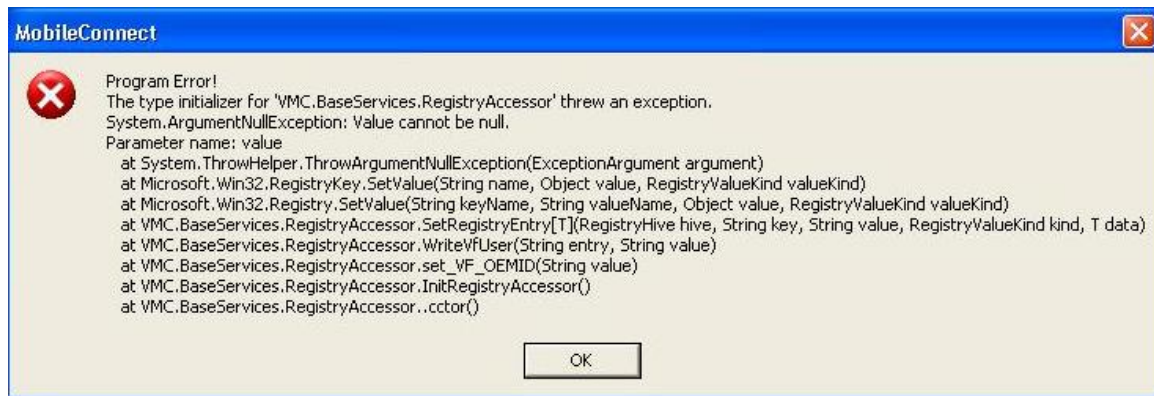 MobileConnect
Program Error!
The type initializer for 'VMC.BaseServices.RegistryAccessor' threw an exception.
System.ArgumentNullException: Value cannot be null.
Parameter name: value
at System.ThrowHelper.ThrowArgumentNullException(ExceptionArgument argument)
at Microsoft.Win32.RegistryKey.SetValue(String name, Object value, RegistryValueKind valueKind)
at Microsoft.Win32.Registry.SetValue(String keyName, String valueName, Object value, RegistryValueKind valueKind)
at VMC.BaseServices.RegistryAccessor.SetRegistryEntry[T](RegistryHive hive, String key, String value, RegistryValueKind kind, T data)
at VMC.BaseServices.RegistryAccessor.WriteVfUser(String entry, String value)
at VMC.BaseServices.RegistryAccessor.set_VF_OEMID(String value)
at VMC.BaseServices.RegistryAccessor.InitRegistryAccessor()
at VMC.BaseServices.RegistryAccessor..cctor()
OK